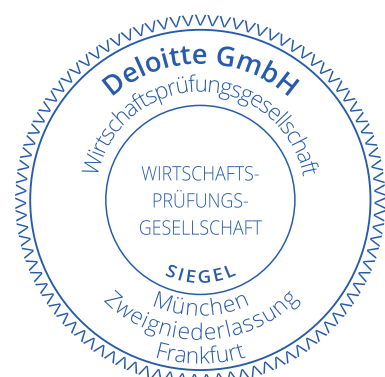 Deloitte GmbH
Wirtschaftsprüfungsgesellschaft
WIRTSCHAFTS-
PRÜFUNGS-
GESELLSCHAFT
SIEGEL
München
Zweigniederlassung
Frankfurt